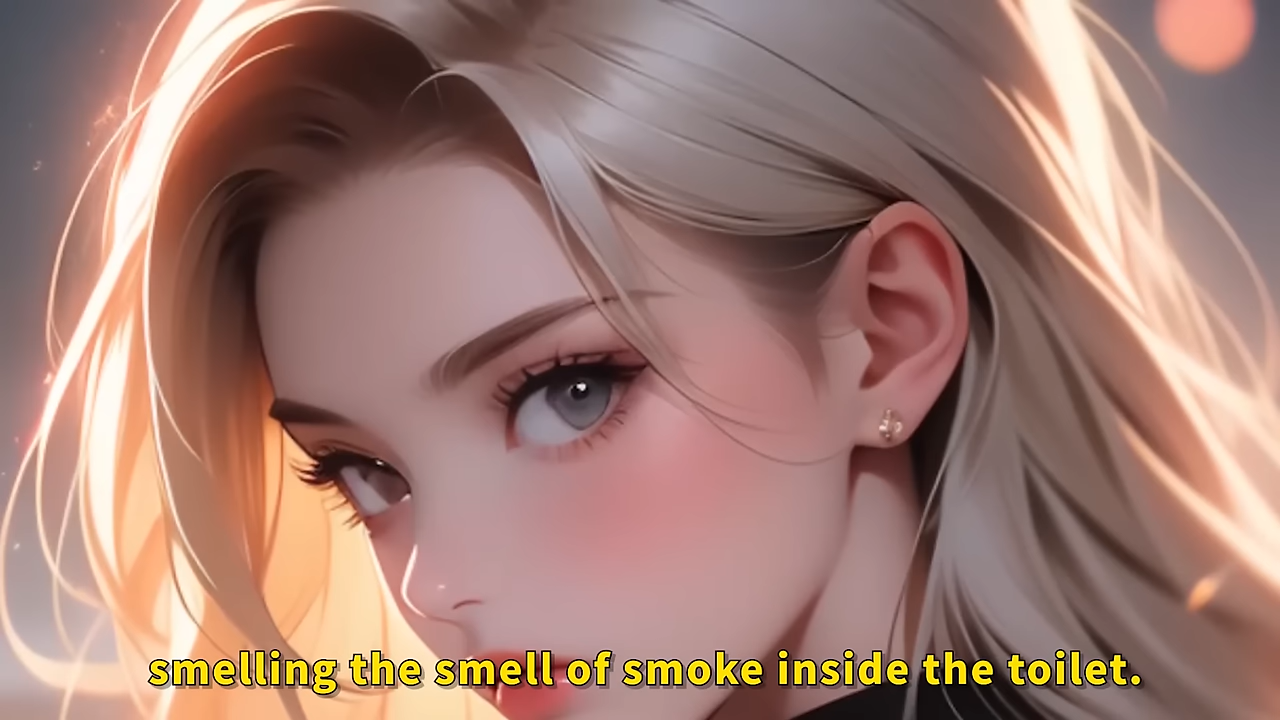 smelling the smell of smoke inside the toilet.